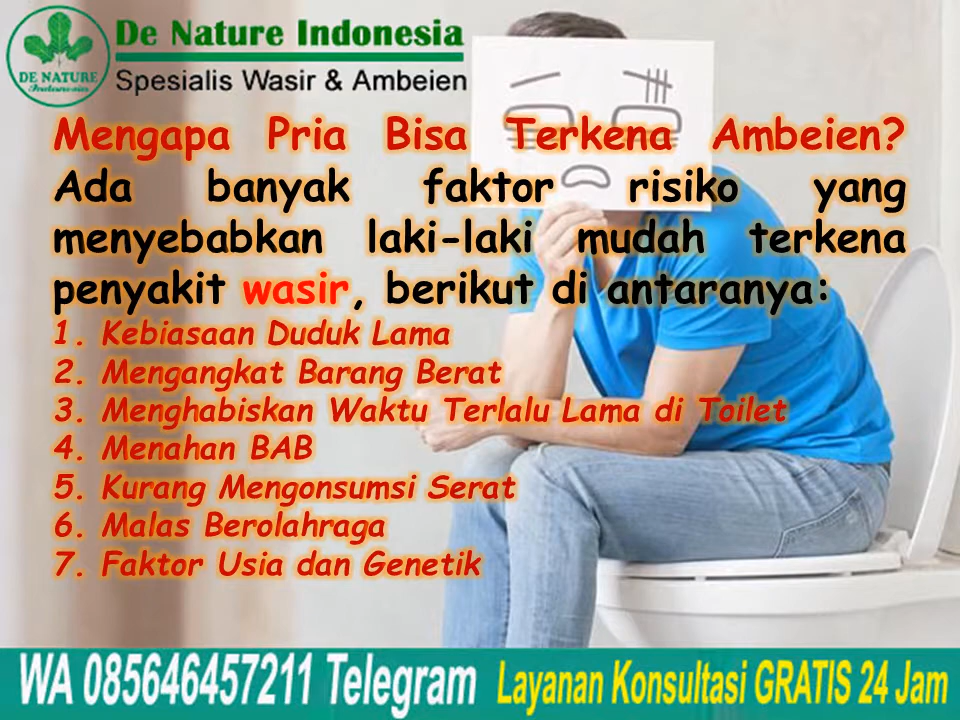 De Nature Indonesia
Spesialis Wasir & Ambeien
DE NATURE
Indonesia
Mengapa Pria Bisa Terkena Ambeien?
Ada banyak faktor risiko yang
menyebabkan laki-laki mudah terkena
penyakit wasir, berikut di antaranya:
1. Kebiasaan Duduk Lama
2. Mengangkat Barang Berat
3. Menghabiskan Waktu Terlalu Lama di Toilet
4. Menahan BAB
5. Kurang Mengonsumsi Serat
6. Malas Berolahraga
7. Faktor Usia dan Genetik
WA 085646457211 Telegram Layanan Konsultasi GRATIS 24 Jam